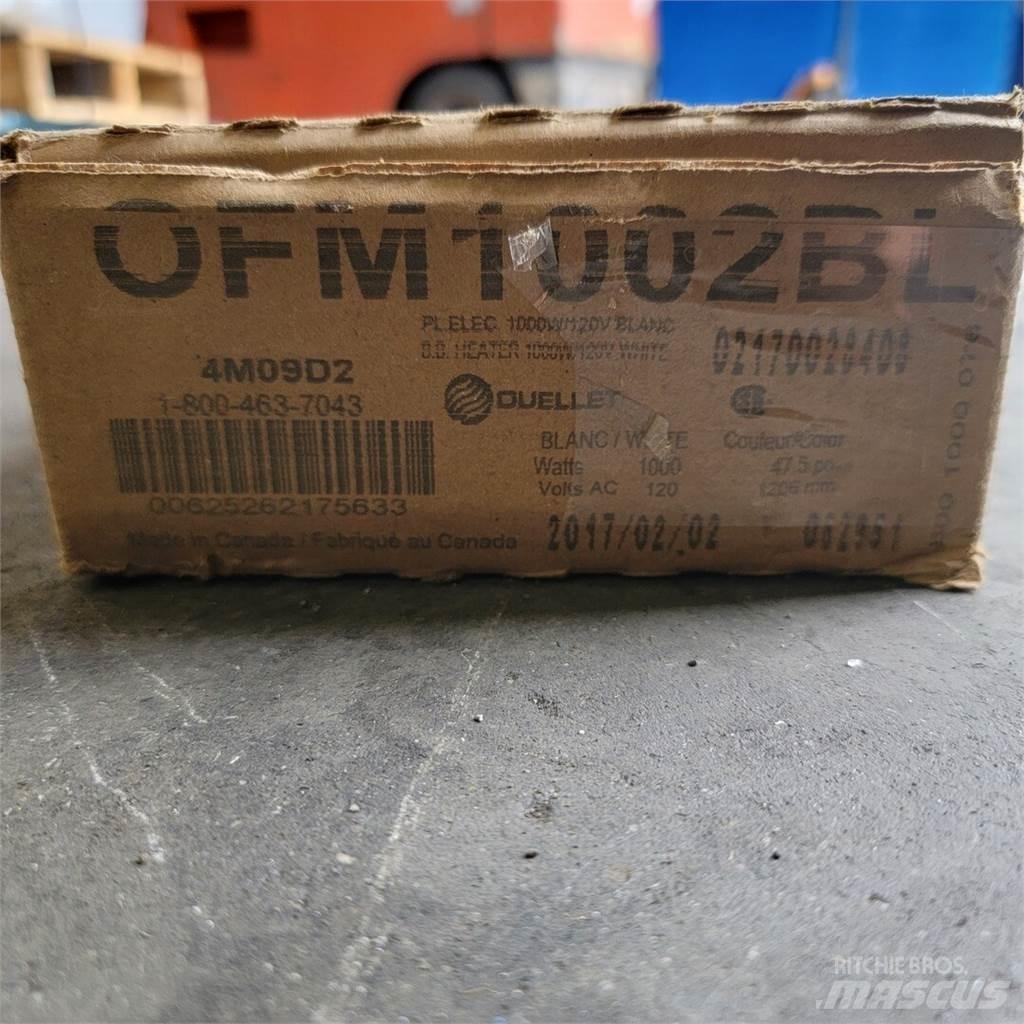 OFM1002BL
PL.ELEC. 1000W/120V BLANC
B.B. HEATER 1000W/120V WHITE
02170028408
4M09D2
1-800-463-7043
OUELLET
BLANC / WHITE Couleur/Color
Watts 1000 47.5 po
Volts AC 120 1206 mm
00625262175633
Made in Canada / Fabriqué au Canada
2017/02/02
062951
RITCHIE BROS.
MASCUS